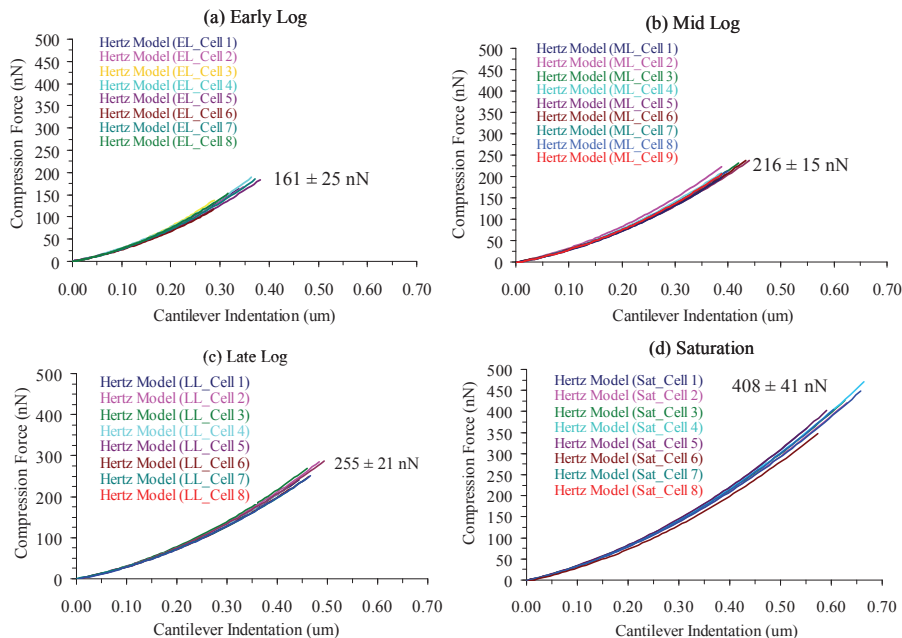 (a) Early Log
500
450
400
350
300
250
200
150
100
50
0
Compression Force (nN)
Hertz Model (EL_Cell 1)
Hertz Model (EL_Cell 2)
Hertz Model (EL_Cell 3)
Hertz Model (EL_Cell 4)
Hertz Model (EL_Cell 5)
Hertz Model (EL_Cell 6)
Hertz Model (EL_Cell 7)
Hertz Model (EL_Cell 8)
161 ± 25 nN
0.00 0.10 0.20 0.30 0.40 0.50 0.60 0.70
Cantilever Indentation (um)
(b) Mid Log
500
450
400
350
300
250
200
150
100
50
0
Compression Force (nN)
Hertz Model (ML_Cell 1)
Hertz Model (ML_Cell 2)
Hertz Model (ML_Cell 3)
Hertz Model (ML_Cell 4)
Hertz Model (ML_Cell 5)
Hertz Model (ML_Cell 6)
Hertz Model (ML_Cell 7)
Hertz Model (ML_Cell 8)
Hertz Model (ML_Cell 9)
216 ± 15 nN
0.00 0.10 0.20 0.30 0.40 0.50 0.60 0.70
Cantilever Indentation (um)
(c) Late Log
500
400
300
200
100
0
Compression Force (nN)
Hertz Model (LL_Cell 1)
Hertz Model (LL_Cell 2)
Hertz Model (LL_Cell 3)
Hertz Model (LL_Cell 4)
Hertz Model (LL_Cell 5)
Hertz Model (LL_Cell 6)
Hertz Model (LL_Cell 7)
Hertz Model (LL_Cell 8)
255 ± 21 nN
0.00 0.10 0.20 0.30 0.40 0.50 0.60 0.70
Cantilever Indentation (um)
(d) Saturation
500
450
400
350
300
250
200
150
100
50
0
Compression Force (nN)
Hertz Model (Sat_Cell 1)
Hertz Model (Sat_Cell 2)
Hertz Model (Sat_Cell 3)
Hertz Model (Sat_Cell 4)
Hertz Model (Sat_Cell 5)
Hertz Model (Sat_Cell 6)
Hertz Model (Sat_Cell 7)
Hertz Model (Sat_Cell 8)
408 ± 41 nN
0.00 0.10 0.20 0.30 0.40 0.50 0.60 0.70
Cantilever Indentation (um)